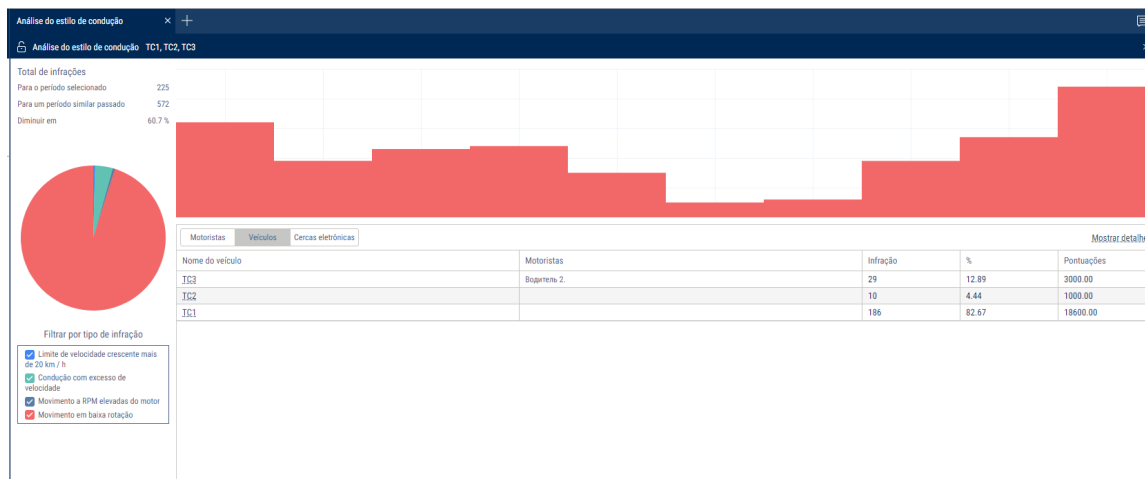 Análise do estilo de condução
Análise do estilo de condução TC1, TC2, TC3
Total de infrações
Para o período selecionado 225
Para um período similar passado 572
Diminuir em 60.7 %
Filtrar por tipo de infração
Limite de velocidade crescente mais
de 20 km / h
Condução com excesso de
velocidade
Movimento a RPM elevadas do motor
Movimento em baixa rotação
Motoristas Veículos Cercas eletrônicas
Mostrar detalhe
Nome do veículo Motoristas Infração % Pontuações
TC3 Водитель 2. 29 12.89 3000.00
TC2 10 4.44 1000.00
TC1 186 82.67 18600.00